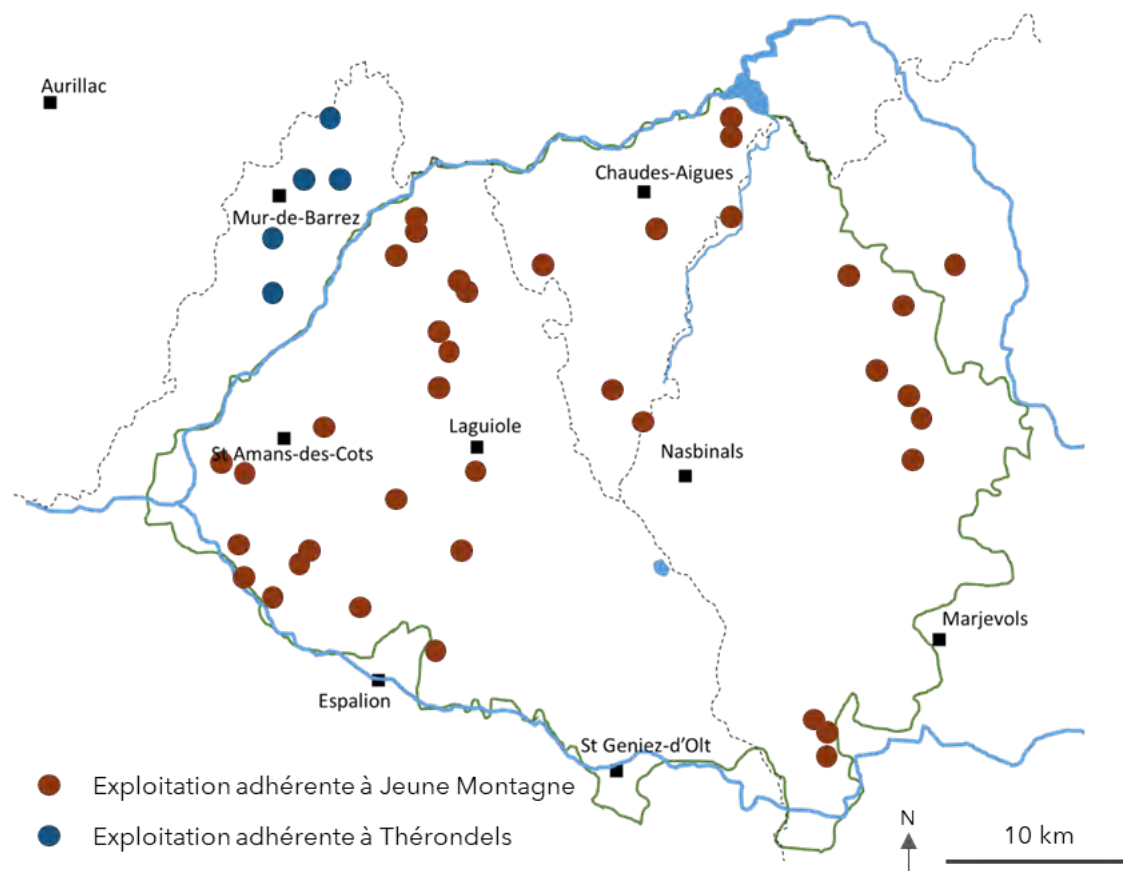 Aurillac
Chaudes-Aigues
Mur-de-Barrez
Laguiole
St Amans-des-Cots
Nasbinals
Marjevols
Espalion
St Geniez-d'Olt
Exploitation adhérente à Jeune Montagne
Exploitation adhérente à Thérondels
N
10 km